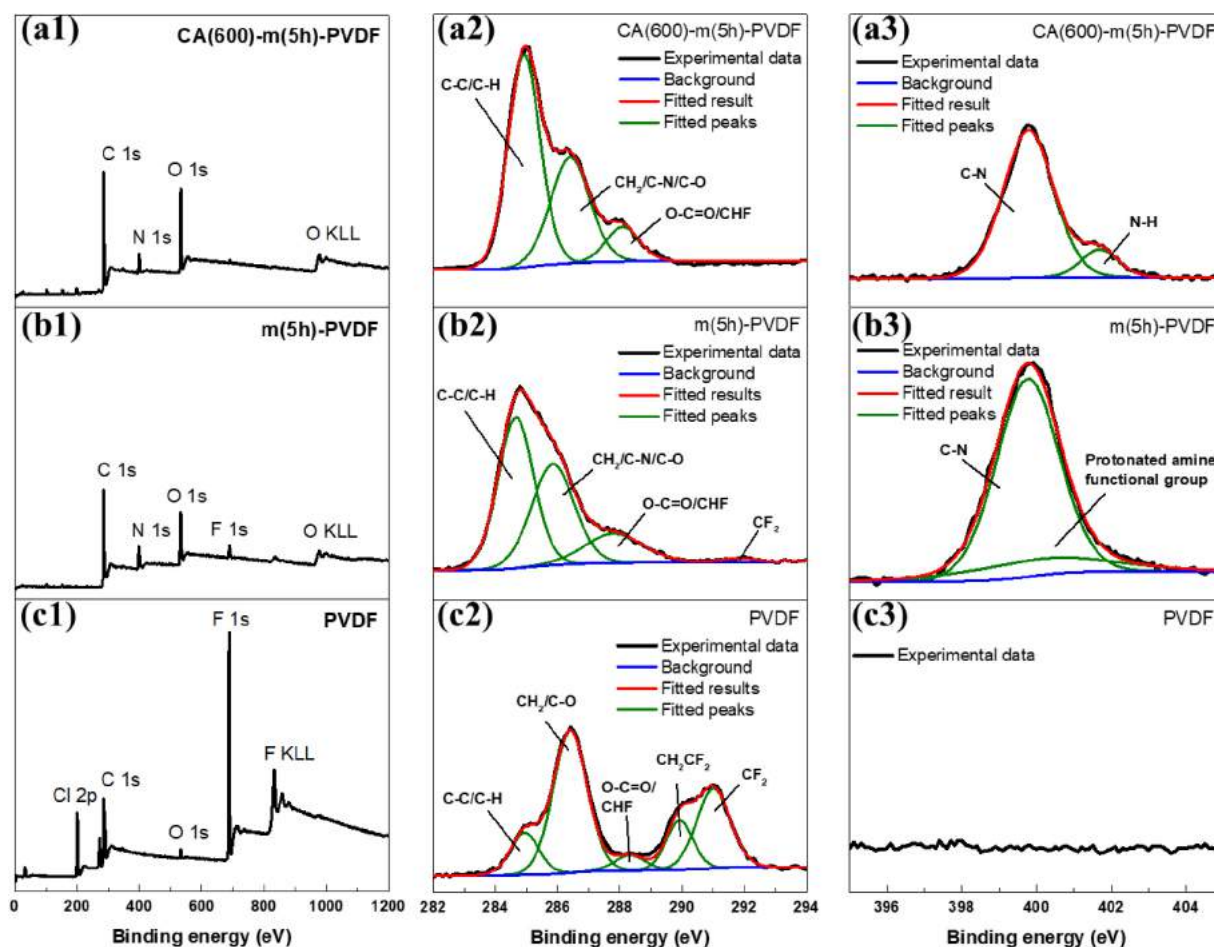 (a1)
CA(600)-m(5h)-PVDF
C 1s
O 1s
N 1s
O KLL
(a2)
CA(600)-m(5h)-PVDF
Experimental data
Background
Fitted result
Fitted peaks
C-C/C-H
CH₂/C-N/C-O
O-C=O/CHF
(a3)
CA(600)-m(5h)-PVDF
Experimental data
Background
Fitted result
Fitted peaks
C-N
N-H
(b1)
m(5h)-PVDF
C 1s
O 1s
N 1s
F 1s
O KLL
(b2)
m(5h)-PVDF
Experimental data
Background
Fitted results
Fitted peaks
C-C/C-H
CH₂/C-N/C-O
O-C=O/CHF
CF₂
(b3)
m(5h)-PVDF
Experimental data
Background
Fitted result
Fitted peaks
C-N
Protonated amine
functional group
(c1)
PVDF
F 1s
F KLL
C 1s
Cl 2p
O 1s
0 200 400 600 800 1000 1200
Binding energy (eV)
(c2)
PVDF
Experimental data
Background
Fitted results
Fitted peaks
CH₂/C-O
C-C/C-H
O-C=O/
CHF
CH₂CF₂
CF₂
282 284 286 288 290 292 294
Binding energy (eV)
(c3)
PVDF
Experimental data
396 398 400 402 404
Binding energy (eV)